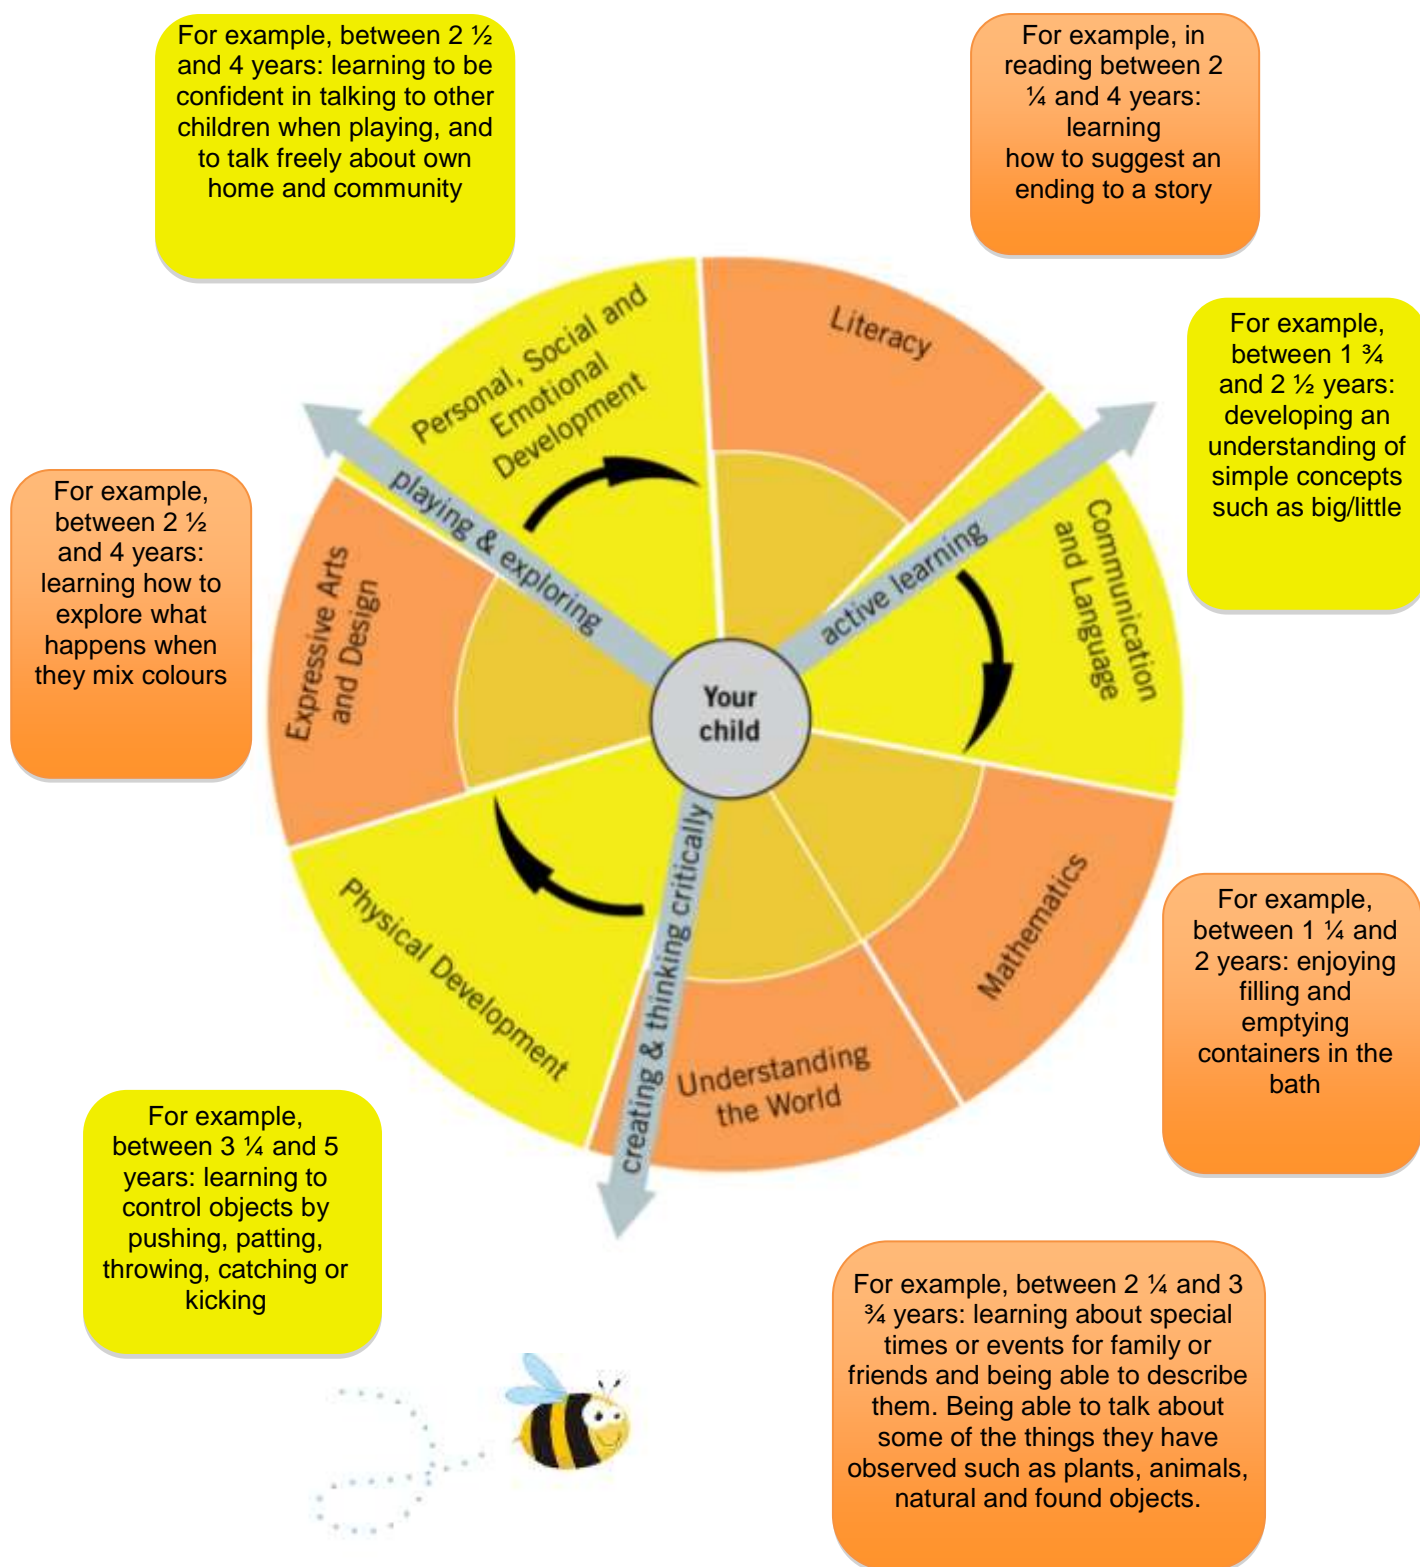 For example, between 2 ½
and 4 years: learning to be
confident in talking to other
children when playing, and
to talk freely about own
home and community
For example, in
reading between 2
¼ and 4 years:
learning
how to suggest an
ending to a story
For example,
between 1 ¾
and 2 ½ years:
developing an
understanding of
simple concepts
such as big/little
For example,
between 2 ½
and 4 years:
learning how to
explore what
happens when
they mix colours
Personal, Social and
Emotional
Development
Literacy
Communication
and Language
Expressive Arts
and Design
playing & exploring
active learning
Your
child
creating & thinking critically
Physical Development
Understanding
the World
Mathematics
For example,
between 1 ¼ and
2 years: enjoying
filling and
emptying
containers in the
bath
For example,
between 3 ¼ and 5
years: learning to
control objects by
pushing, patting,
throwing, catching or
kicking
For example, between 2 ¼ and 3
¾ years: learning about special
times or events for family or
friends and being able to describe
them. Being able to talk about
some of the things they have
observed such as plants, animals,
natural and found objects.